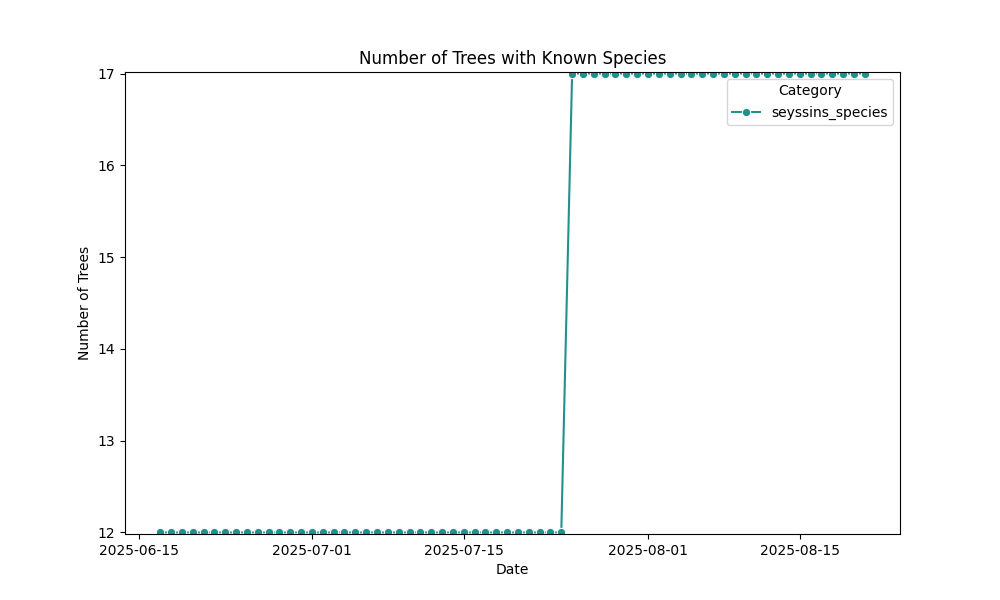 Number of Trees with Known Species
17
16
15
14
13
12
Number of Trees
Category
seyssins_species
2025-06-15
2025-07-01
2025-07-15
2025-08-01
2025-08-15
Date